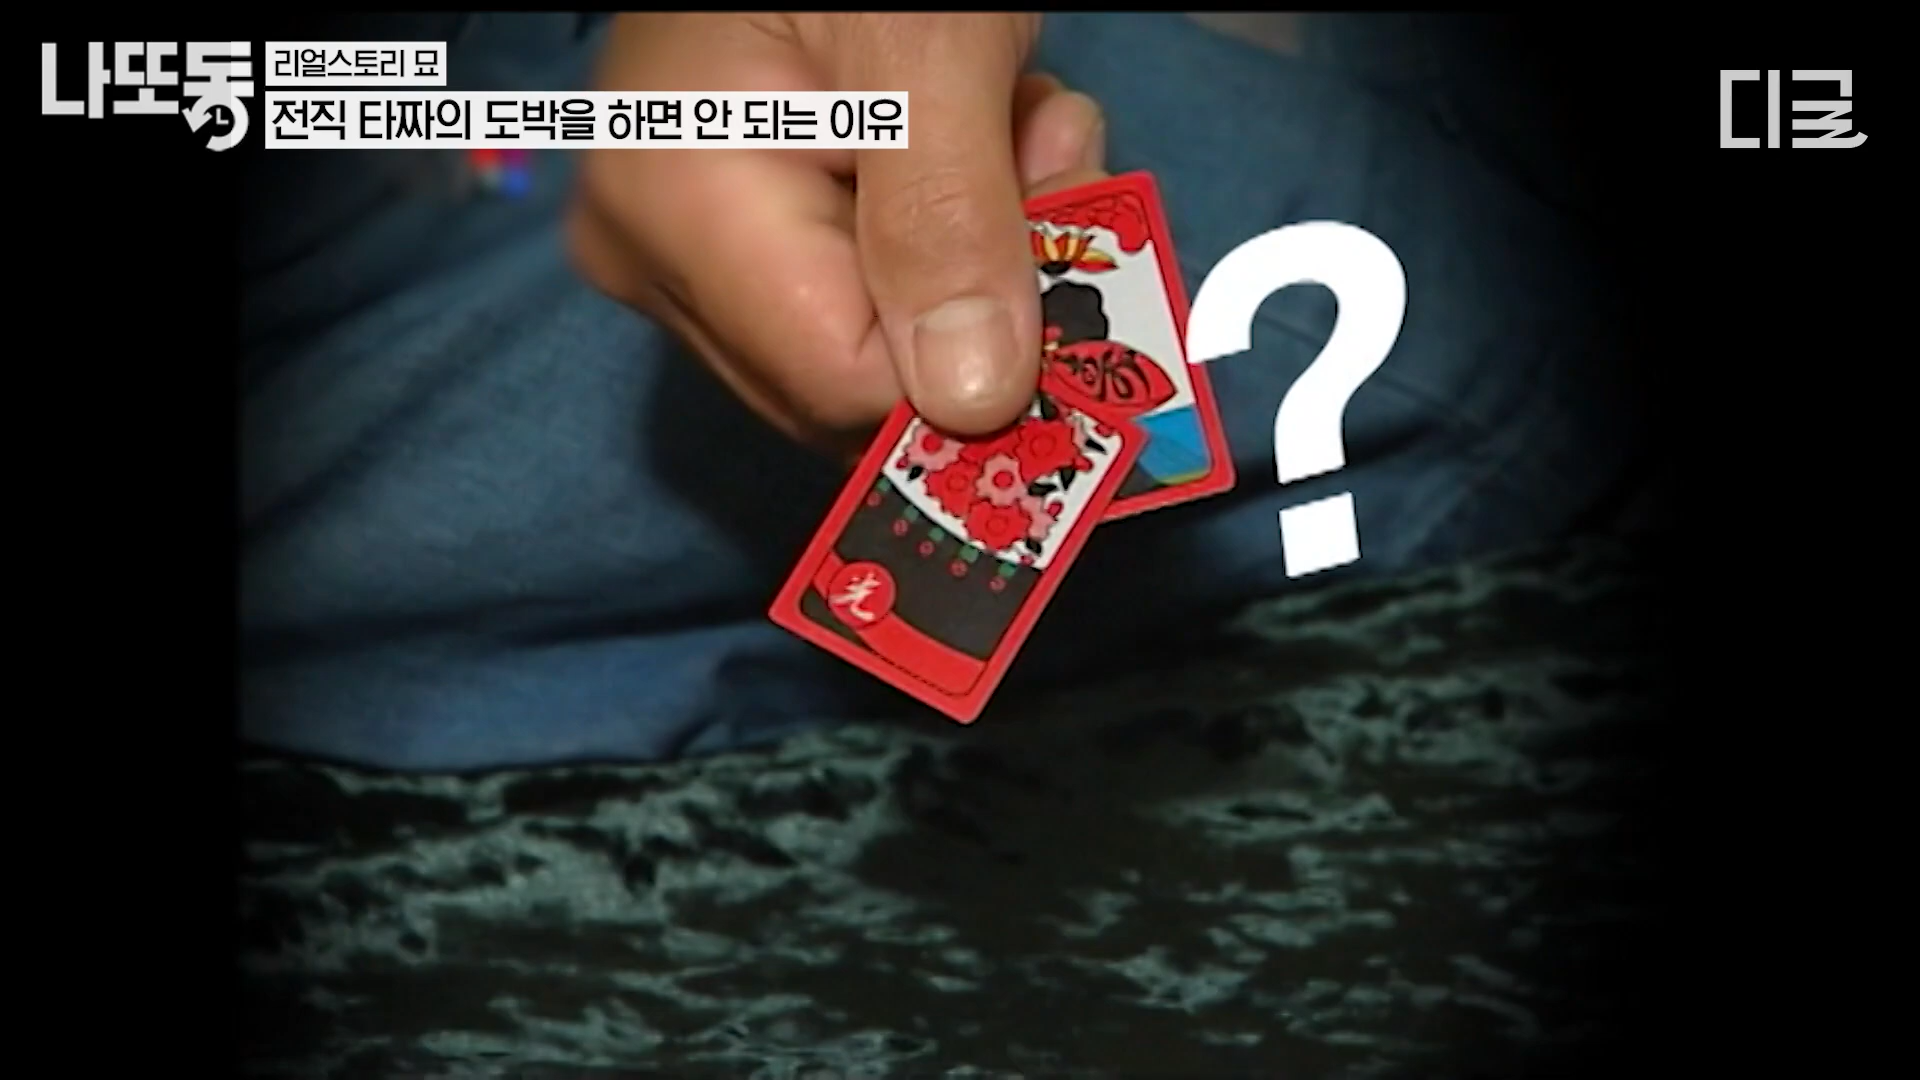 나또동
리얼스토리 묘
전직 타짜의 도박을 하면 안 되는 이유
디글
?
光